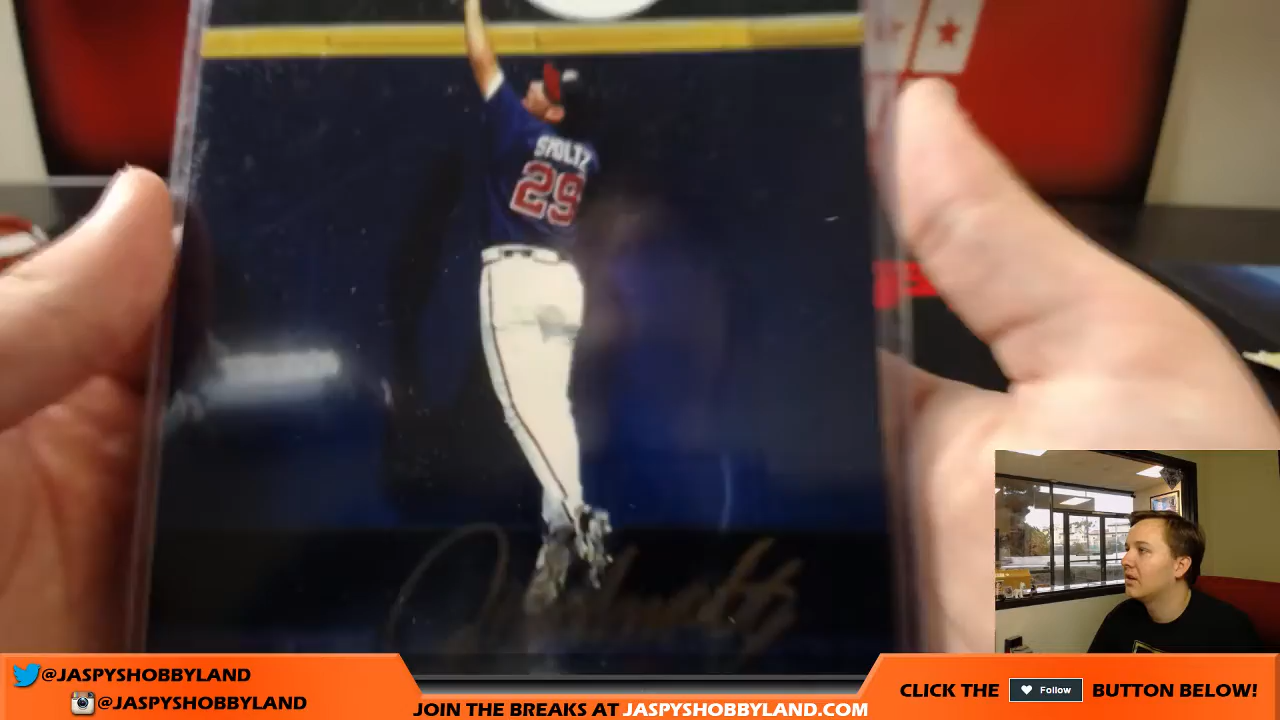 SMOLTZ
29
@JASPYSHOBBYLAND
@JASPYSHOBBYLAND
JOIN THE BREAKS AT JASPYSHOBBYLAND.COM
CLICK THE Follow BUTTON BELOW!